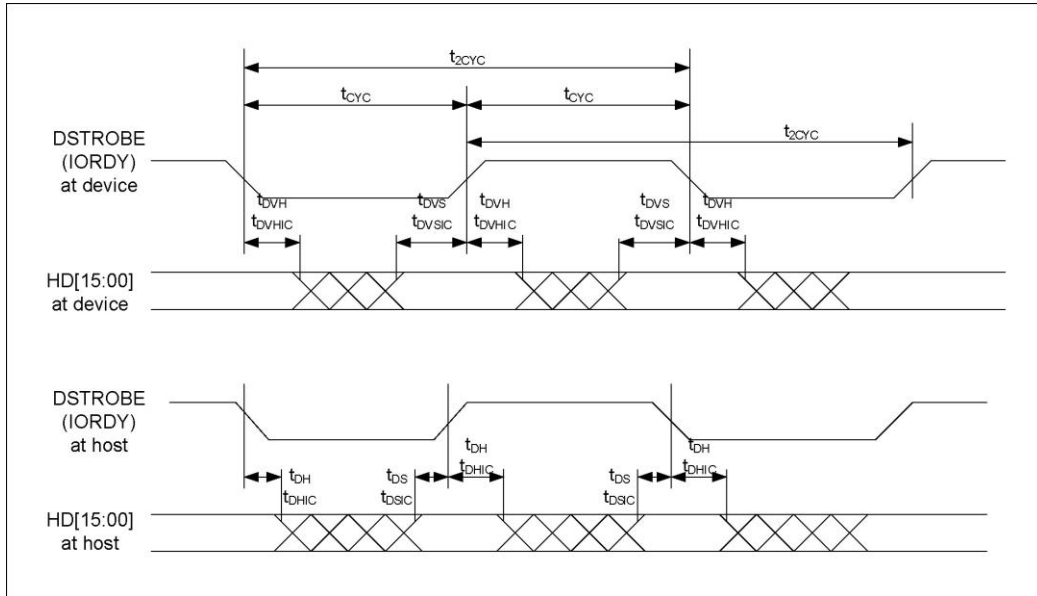 t2CYC
tCYC tCYC
t2CYC
DSTROBE
(IORDY)
at device
tDVH tDVS tDVH tDVS tDVH
tDVHIC tDVSIC tDVHIC tDVSIC tDVHIC
HD[15:00]
at device
DSTROBE
(IORDY)
at host
tDH tDH
tDHIC tDHIC
tDH tDS tDS
tDHIC tDSIC tDSIC
HD[15:00]
at host